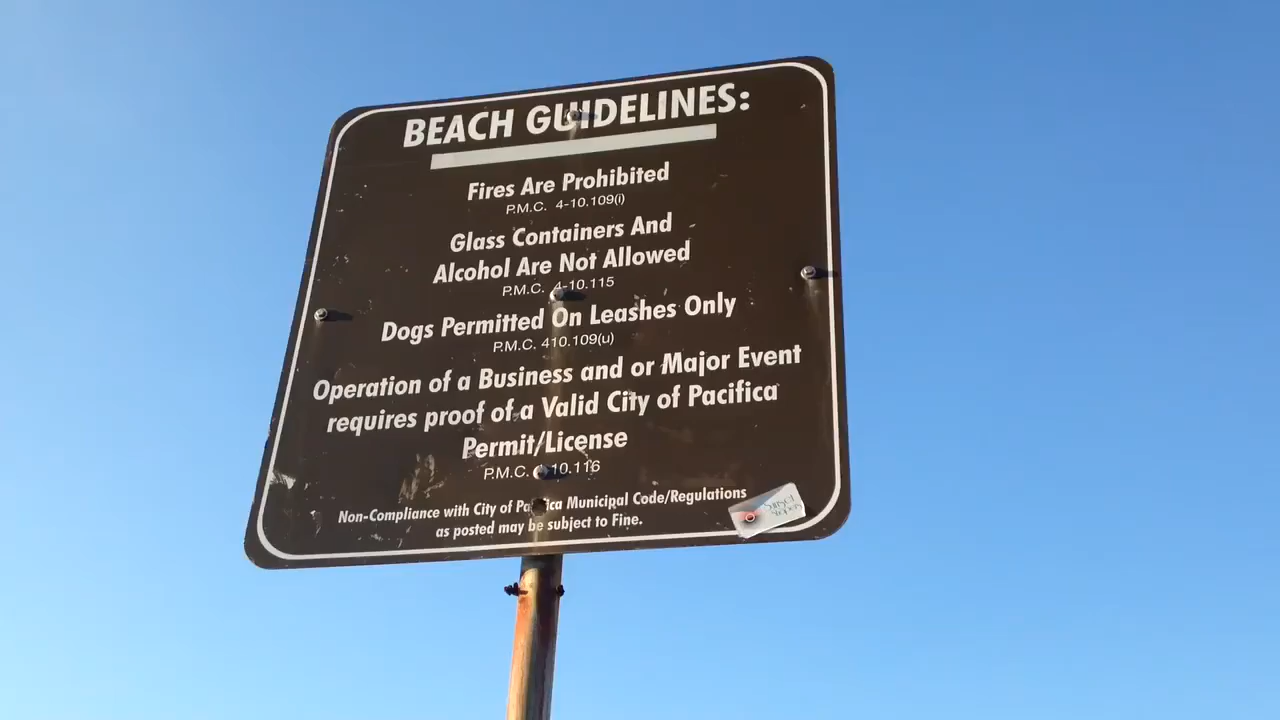 BEACH GUIDELINES:
Fires Are Prohibited
P.M.C. 4-10.109(i)
Glass Containers And
Alcohol Are Not Allowed
P.M.C. 4-10.115
Dogs Permitted On Leashes Only
P.M.C. 410.109(u)
Operation of a Business and or Major Event
requires proof of a Valid City of Pacifica
Permit/License
P.M.C. 10.116
Non-Compliance with City of Pacifica Municipal Code/Regulations
as posted may be subject to Fine.